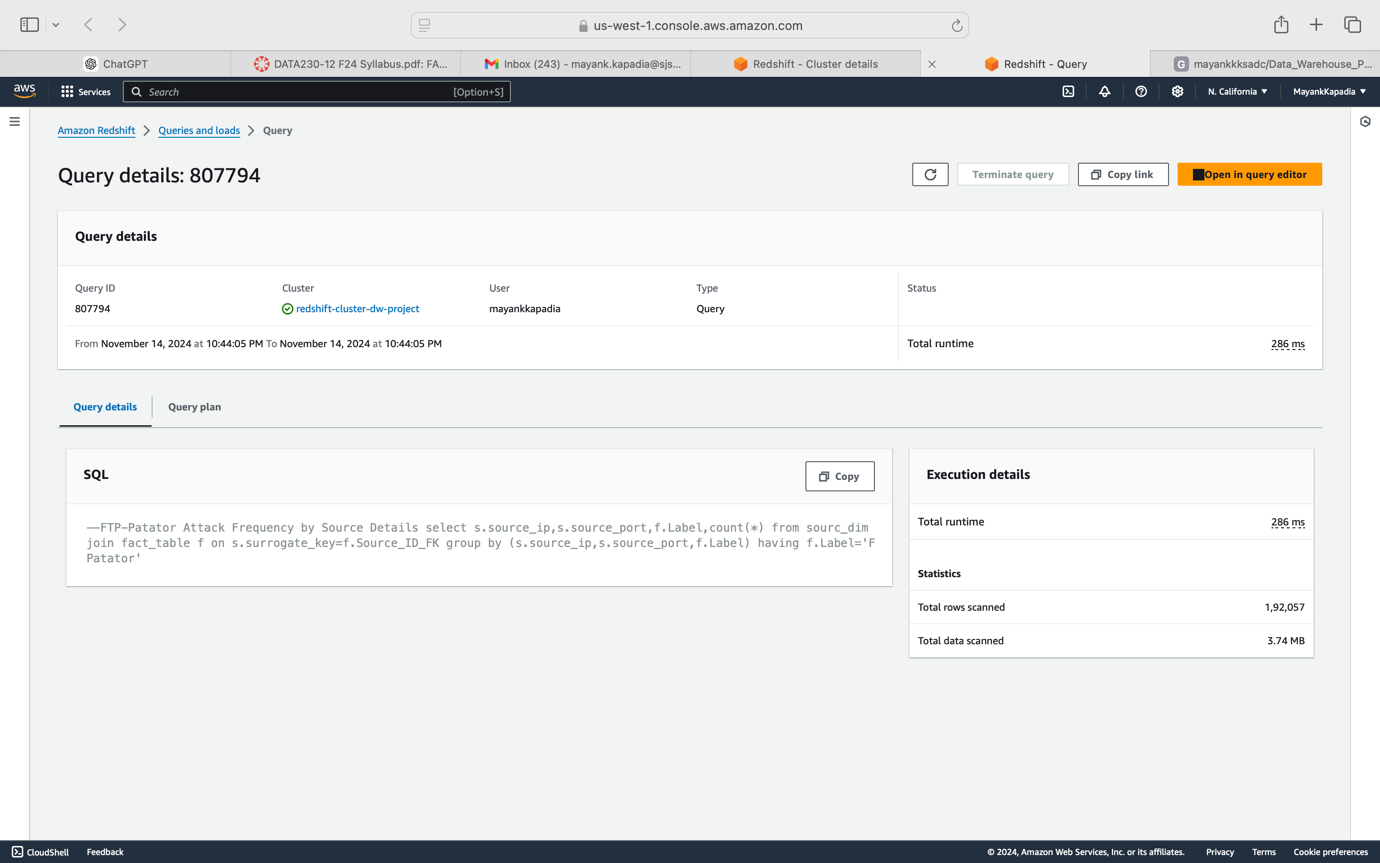 us-west-1.console.aws.amazon.com
ChatGPT
DATA230-12 F24 Syllabus.pdf: FA...
Inbox (243) - mayank.kapadia@sjs...
Redshift - Cluster details
Redshift - Query
G mayankkksadc/Data_Warehouse_P...
aws
Services
Search
[Option+S]
N. California
MayankKapadia
Amazon Redshift
Queries and loads
Query
Query details: 807794
Terminate query
Copy link
Open in query editor
Query details
Query ID
Cluster
User
Type
Status
807794
redshift-cluster-dw-project
mayankkapadia
Query
From November 14, 2024 at 10:44:05 PM To November 14, 2024 at 10:44:05 PM
Total runtime
286 ms
Query details
Query plan
SQL
Copy
--FTP-Patator Attack Frequency by Source Details select s.source_ip,s.source_port,f.Label,count(*) from sourc_dim
join fact_table f on s.surrogate_key=f.Source_ID_FK group by (s.source_ip,s.source_port,f.Label) having f.Label='F
Patator'
Execution details
Total runtime
286 ms
Statistics
Total rows scanned
1,92,057
Total data scanned
3.74 MB
CloudShell
Feedback
© 2024, Amazon Web Services, Inc. or its affiliates.
Privacy
Terms
Cookie preferences